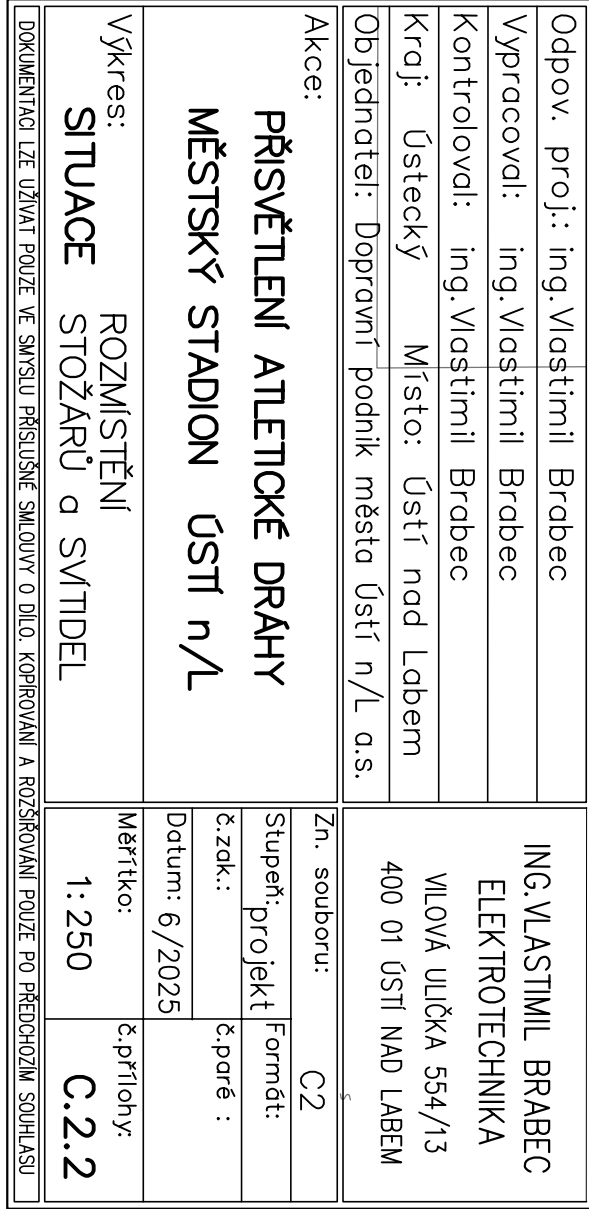 Odpov. proj.: ing.Vlastimil Brabec
Vypracoval: ing.Vlastimil Brabec
Kontroloval: ing.Vlastimil Brabec
Kraj: Ústecký Místo: Ústí nad Labem
Objednatel: Dopravní podnik města Ústí n/L a.s.
ING.VLASTIMIL BRABEC
ELEKTROTECHNIKA
VILOVÁ ULIČKA 554/13
400 01 ÚSTÍ NAD LABEM
Akce:
PŘISVĚTLENÍ ATLETICKÉ DRÁHY
MĚSTSKÝ STADION ÚSTÍ n/L
Zn. souboru: C2
s
Stupeň: projekt
Formát:
č.zak.:
č.paré :
Datum: 6/2025
Výkres:
SITUACE ROZMÍSTĚNÍ
STOŽÁRŮ a SVÍTIDEL
Měřítko:
1:250
č.přílohy:
C.2.2
DOKUMENTACI LZE UŽÍVAT POUZE VE SMYSLU PŘÍSLUŠNÉ SMLOUVY O DÍLO. KOPÍROVÁNÍ A ROZŠIŘOVÁNÍ POUZE PO PŘEDCHOZÍM SOUHLASU